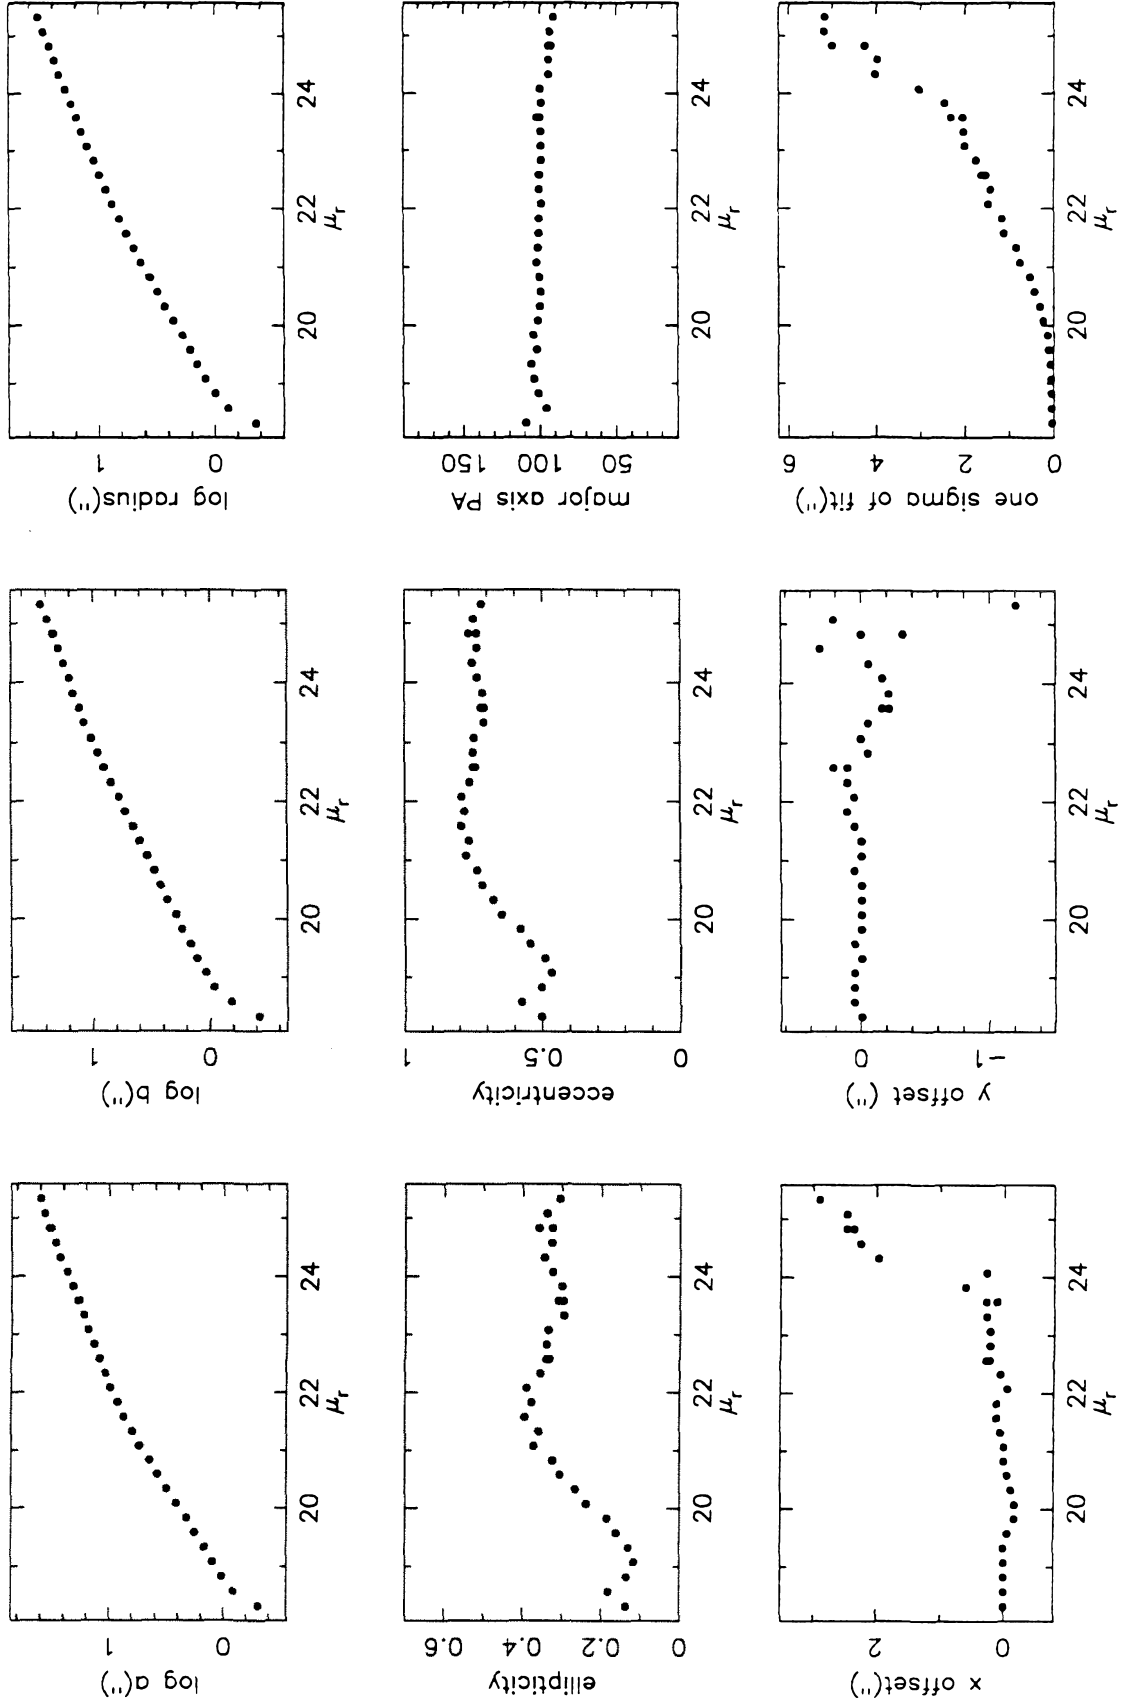 log radius('')
1
0
20
22
24
μr
major axis PA
150
100
50
20
22
24
μr
one sigma of fit('')
6
4
2
0
20
22
24
μr
log b('')
1
0
20
22
24
μr
eccentricity
1
0.5
0
20
22
24
μr
y offset ('')
0
-1
20
22
24
μr
log a('')
1
0
20
22
24
μr
ellipticity
0.6
0.4
0.2
0
20
22
24
μr
x offset('')
2
0
20
22
24
μr